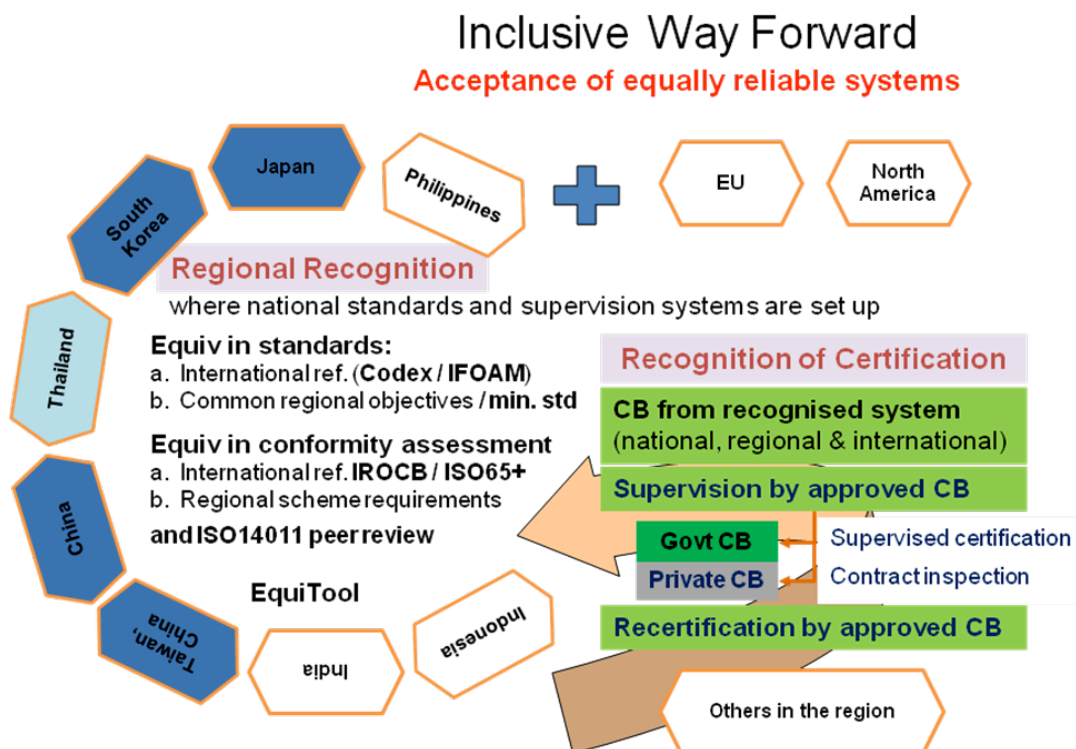 Inclusive Way Forward
Acceptance of equally reliable systems
Japan
Philippines
EU
North
America
South
Korea
Regional Recognition
where national standards and supervision systems are set up
Thailand
Equiv in standards:
a. International ref. (Codex / IFOAM)
b. Common regional objectives / min. std
Equiv in conformity assessment
a. International ref. IROCB / ISO65+
b. Regional scheme requirements
and ISO14011 peer review
Recognition of Certification
CB from recognised system
(national, regional & international)
Supervision by approved CB
Govt CB
Supervised certification
Private CB
Contract inspection
Recertification by approved CB
China
Taiwan,
China
EquiTool
India
Indonesia
Others in the region